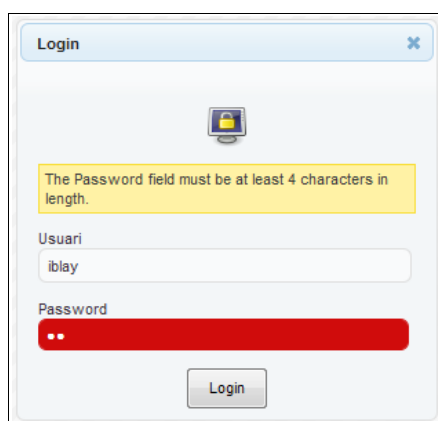 Login
The Password field must be at least 4 characters in
length.
Usuari
iblay
Password
••
Login